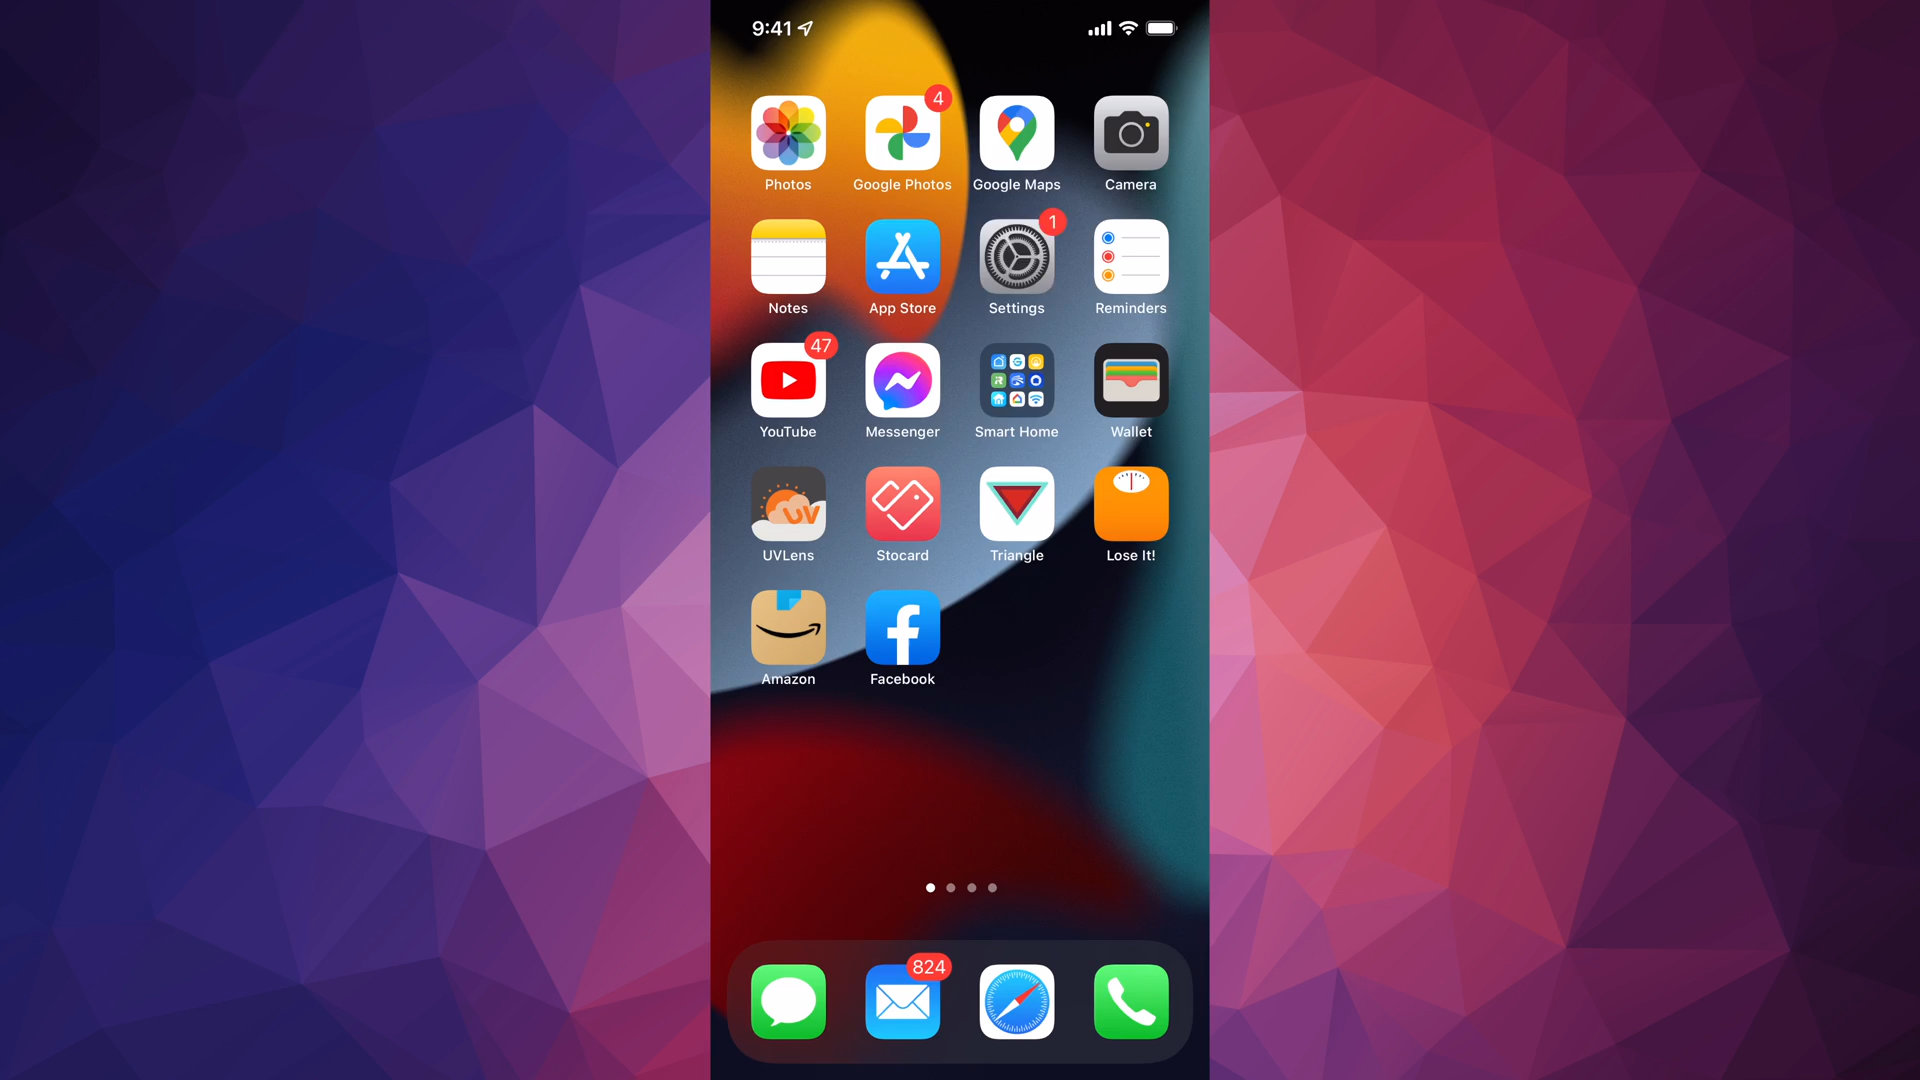 9:41
4
Photos Google Photos Google Maps Camera
1
Notes App Store Settings Reminders
47
YouTube Messenger Smart Home Wallet
UV
UVLens Stocard Triangle Lose It!
Amazon Facebook
824